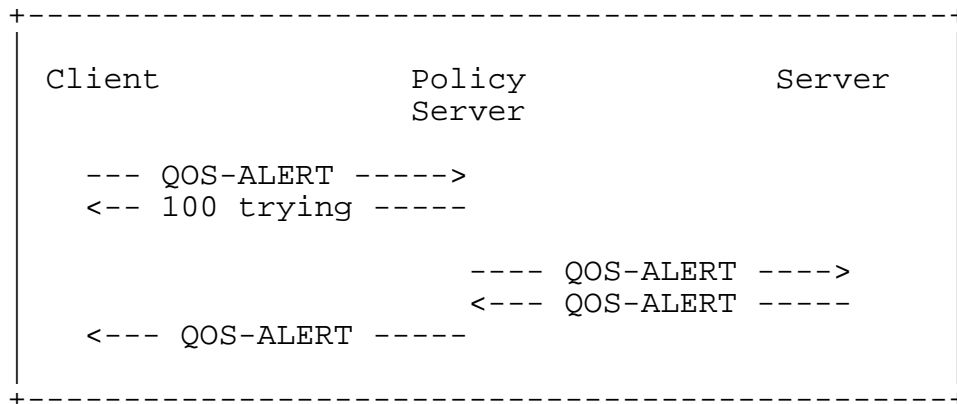 +------------------------------------------------+
Client Policy Server
Server
--- QOS-ALERT ----->
<-- 100 trying -----
---- QOS-ALERT ---->
<--- QOS-ALERT -----
<--- QOS-ALERT -----
+------------------------------------------------+